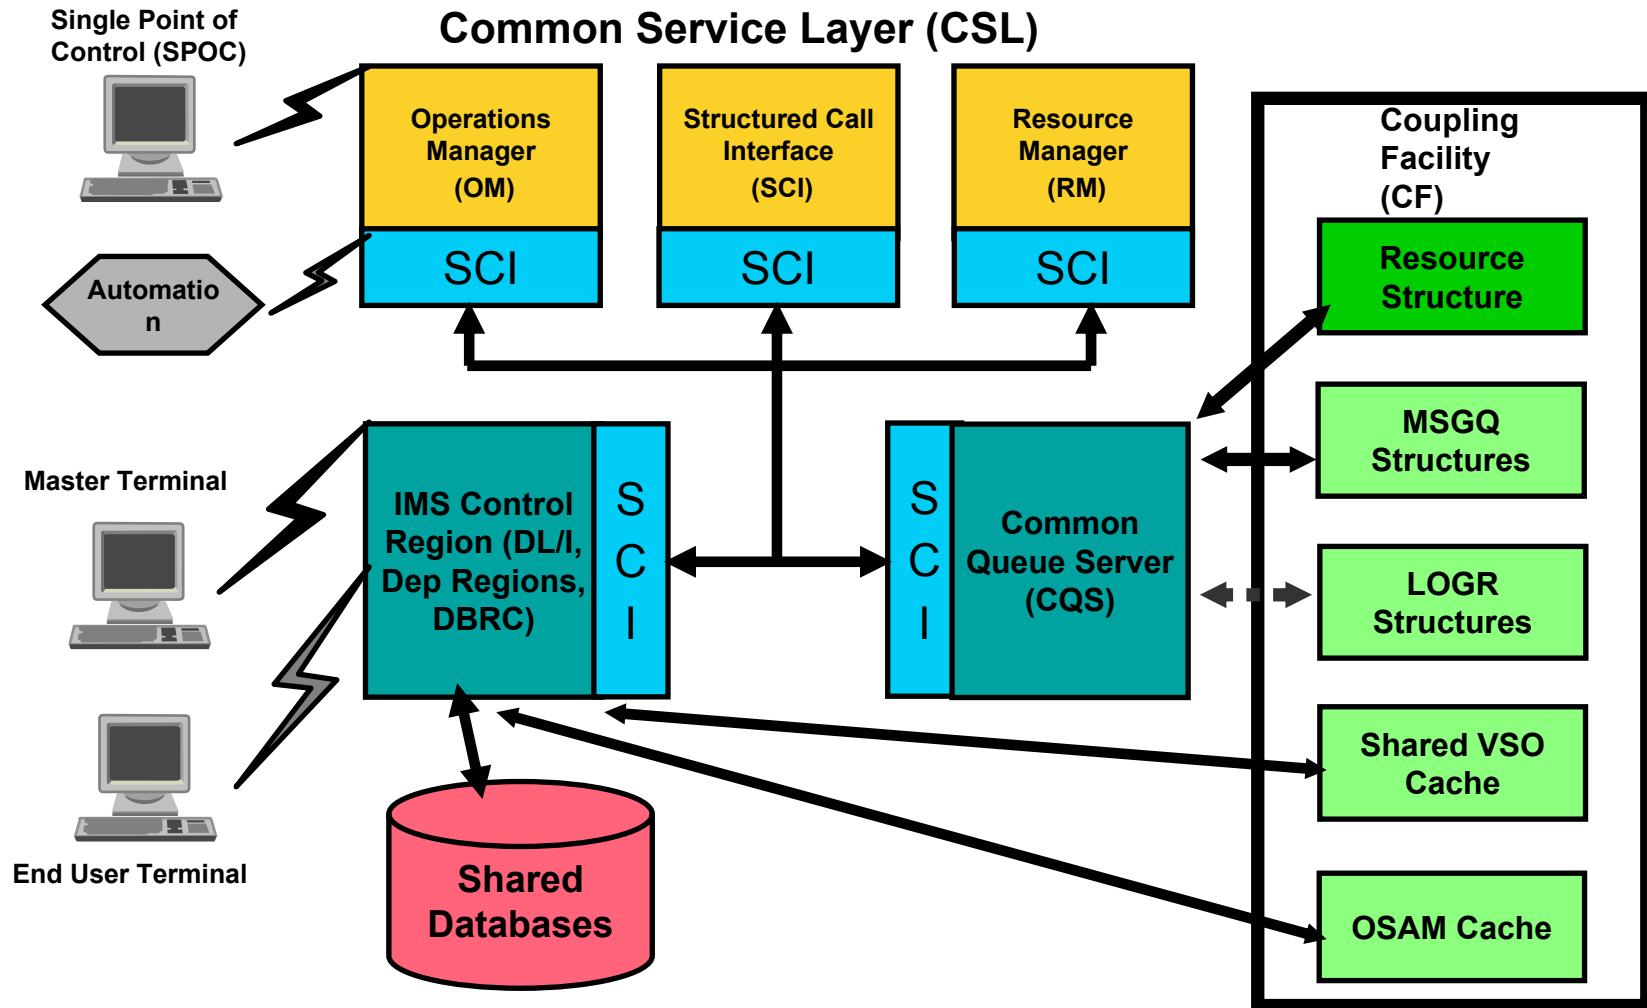 Single Point of
Control (SPOC)
Common Service Layer (CSL)
Operations
Manager
(OM)
SCI
Structured Call
Interface
(SCI)
SCI
Resource
Manager
(RM)
SCI
Automatio
n
Coupling
Facility
(CF)
Resource
Structure
MSGQ
Structures
LOGR
Structures
Shared VSO
Cache
OSAM Cache
Master Terminal
IMS Control
Region (DL/I,
Dep Regions,
DBRC)
S
C
I
S
C
I
Common
Queue Server
(CQS)
End User Terminal
Shared
Databases